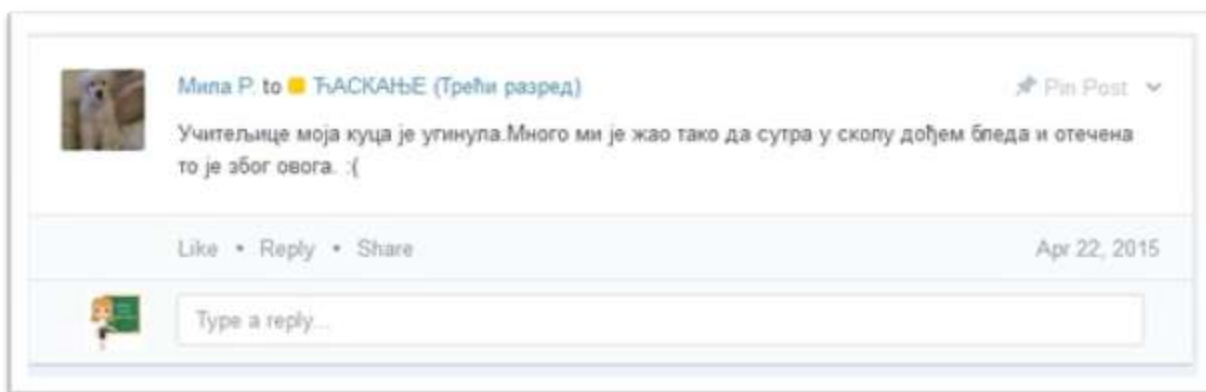 Мила Р. to ЋАСКАЊЕ (Трећи разред)
Pin Post
Учитељице моја куца је угинула.Много ми је жао тако да сутра у сколу дођем бледа и отечена
то је због овога. :(
Like • Reply • Share
Apr 22, 2015
Type a reply...